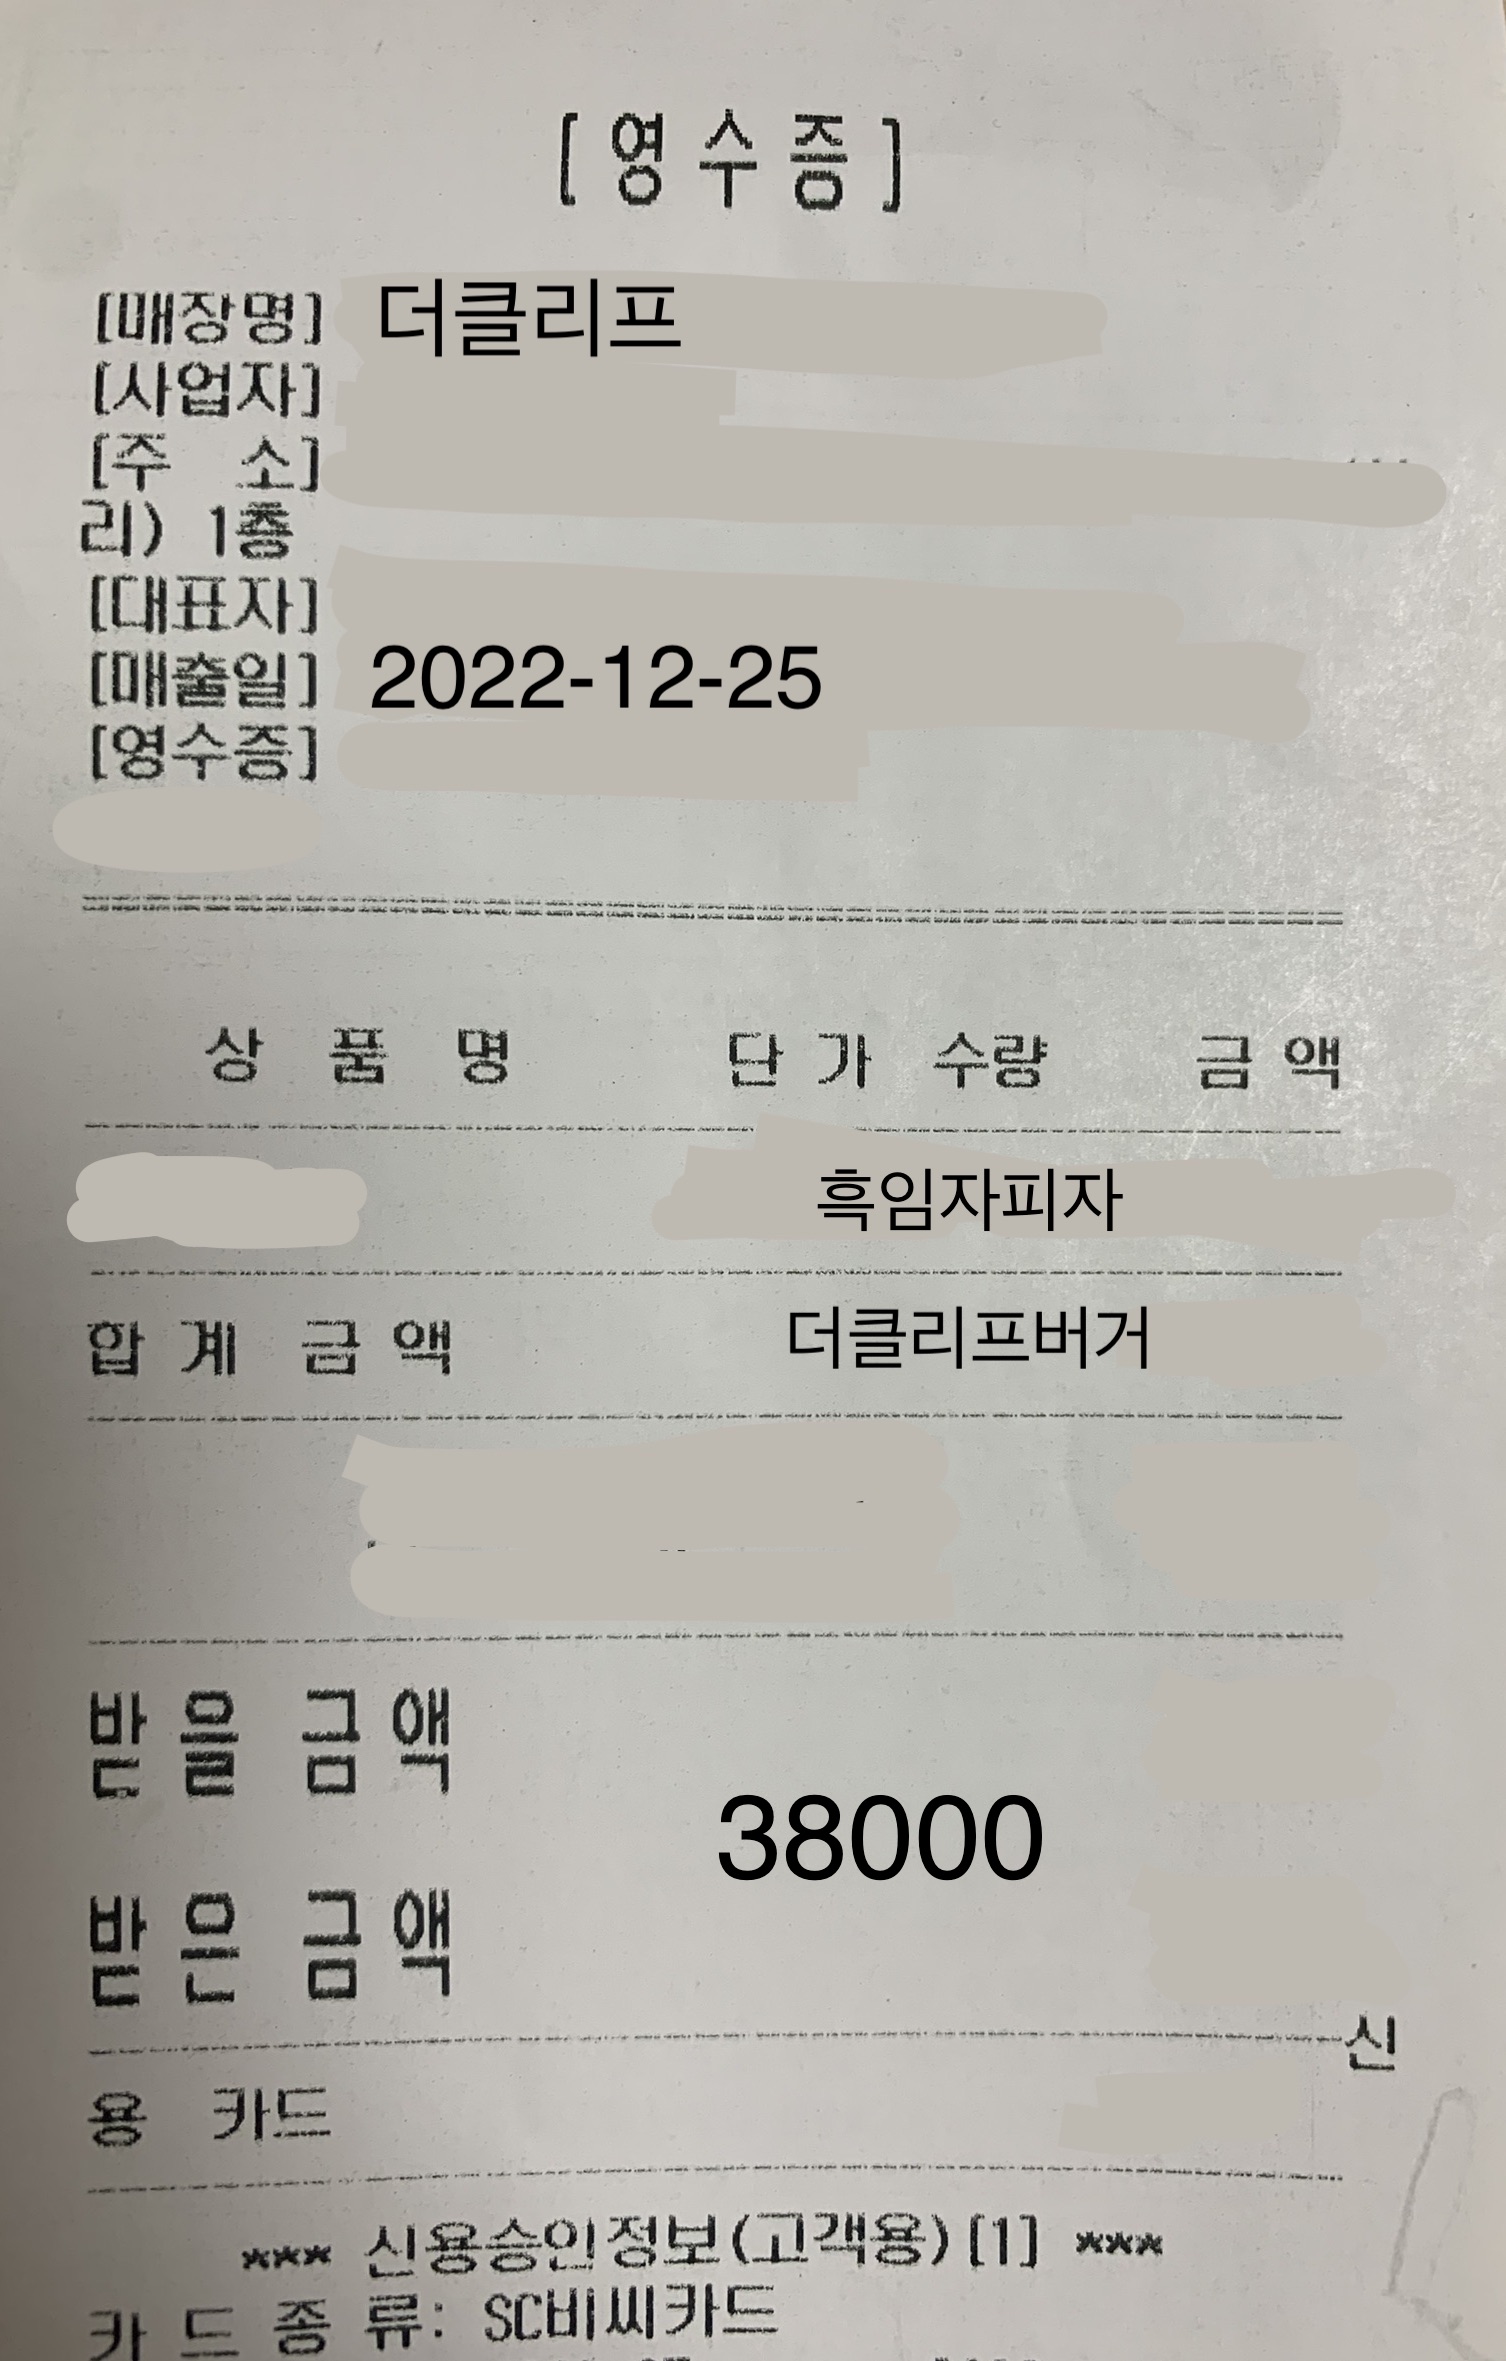 [영수증]
[매장명] 더클리프
[사업자]
[주 소]
리) 1층
[대표자]
[매출일] 2022-12-25
[영수증]
상 품 명 단 가 수량 금 액
흑임자피자
합 계 금 액 더클리프버거
받 을 금 액
38000
받 은 금 액
신
용 카드
*** 신용승인정보(고객용)[1] ***
카 드 종 류: SC비씨카드